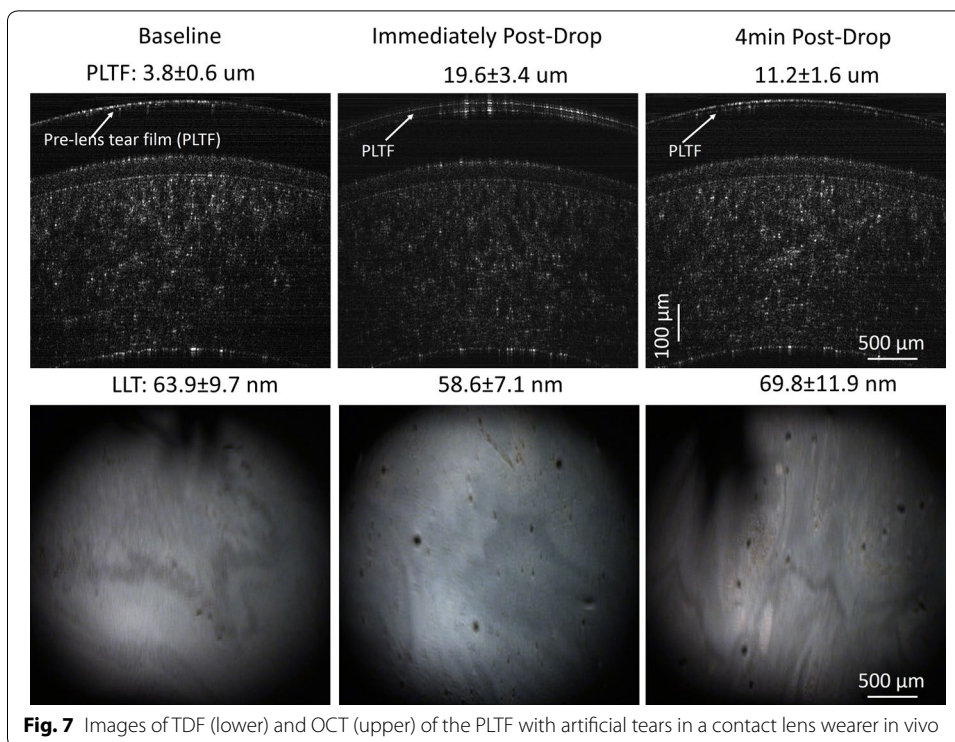 Baseline Immediately Post-Drop 4min Post-Drop
PLTF: 3.8±0.6 um 19.6±3.4 um 11.2±1.6 um
Pre-lens tear film (PLTF)
PLTF
PLTF
100 µm
500 µm
LLT: 63.9±9.7 nm 58.6±7.1 nm 69.8±11.9 nm
500 µm
Fig. 7 Images of TDF (lower) and OCT (upper) of the PLTF with artificial tears in a contact lens wearer in vivo